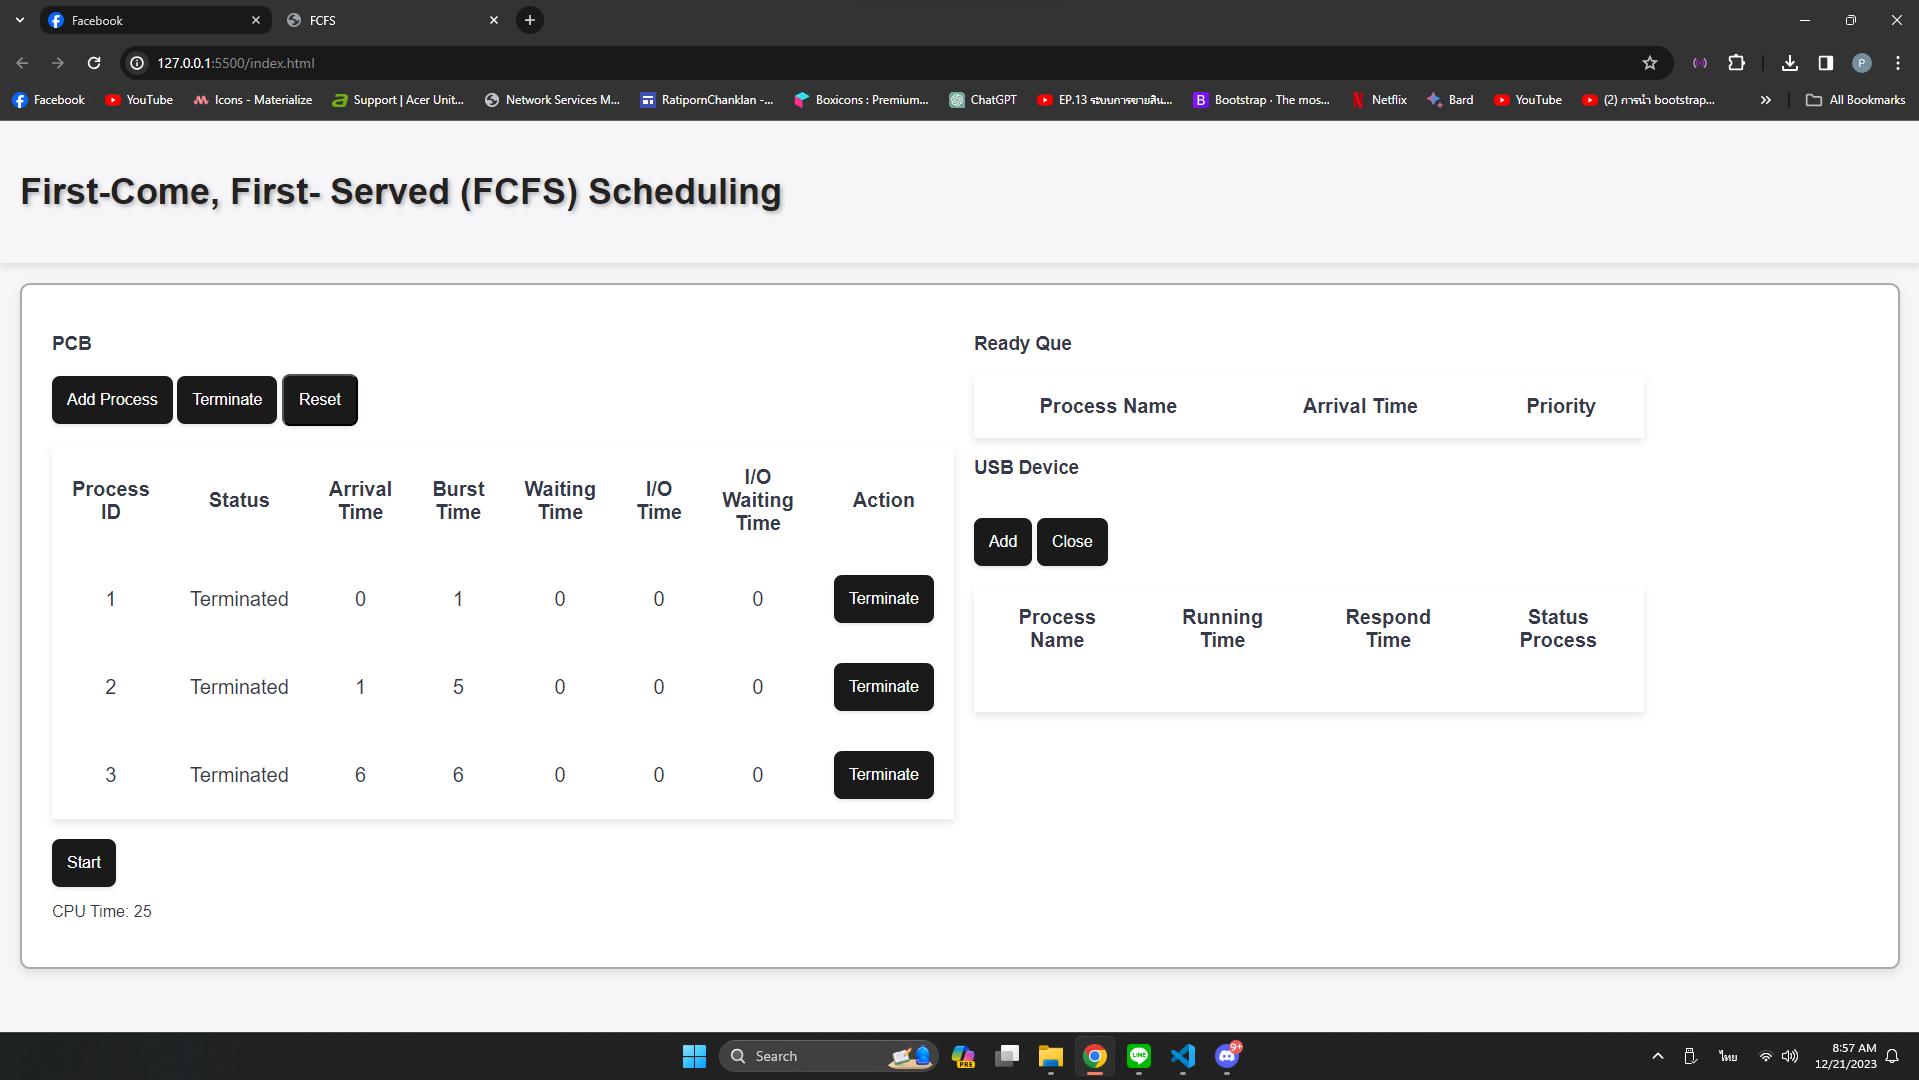 Facebook
FCFS
127.0.0.1:5500/index.html
P
Facebook
YouTube
Icons - Materialize
Support | Acer Unit...
Network Services M...
RatipornChanklan -...
Boxicons : Premium...
ChatGPT
EP.13 ระบบการขายสิน...
B
Bootstrap · The mos...
Netflix
Bard
YouTube
(2) การนำ bootstrap...
All Bookmarks
First-Come, First- Served (FCFS) Scheduling
PCB
Add Process Terminate Reset
Process ID Status Arrival Time Burst Time Waiting Time I/O Time I/O Waiting Time Action
1 Terminated 0 1 0 0 0 Terminate
2 Terminated 1 5 0 0 0 Terminate
3 Terminated 6 6 0 0 0 Terminate
Start
CPU Time: 25
Ready Que
Process Name Arrival Time Priority
USB Device
Add Close
Process Name Running Time Respond Time Status Process
Search
PRE
LINE
9+
ไทย
8:57 AM
12/21/2023